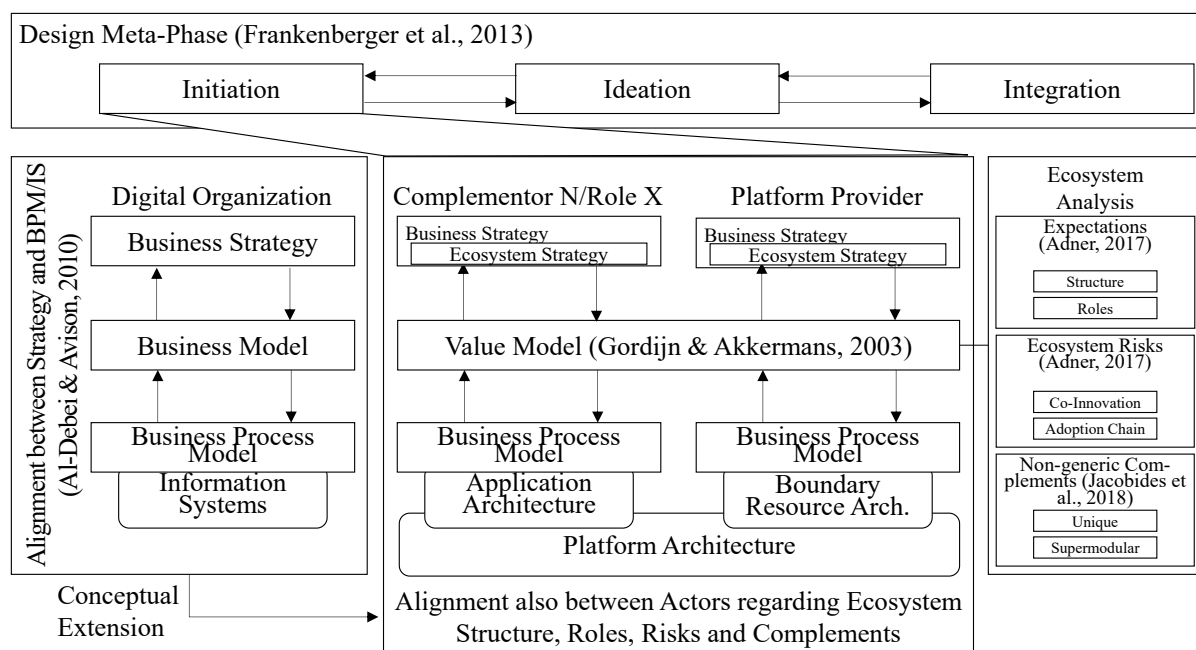 Design Meta-Phase (Frankenberger et al., 2013)
Initiation
Ideation
Integration
Alignment between Strategy and BPM/IS
(Al-Debei & Avison, 2010)
Digital Organization
Business Strategy
Business Model
Business Process
Model
Information
Systems
Conceptual
Extension
Complementor N/Role X
Business Strategy
Ecosystem Strategy
Platform Provider
Business Strategy
Ecosystem Strategy
Value Model (Gordijn & Akkermans, 2003)
Business Process
Model
Application
Architecture
Business Process
Model
Boundary
Resource Arch.
Platform Architecture
Alignment also between Actors regarding Ecosystem
Structure, Roles, Risks and Complements
Ecosystem
Analysis
Expectations
(Adner, 2017)
Structure
Roles
Ecosystem Risks
(Adner, 2017)
Co-Innovation
Adoption Chain
Non-generic Com-
plements (Jacobides
et al., 2018)
Unique
Supermodular